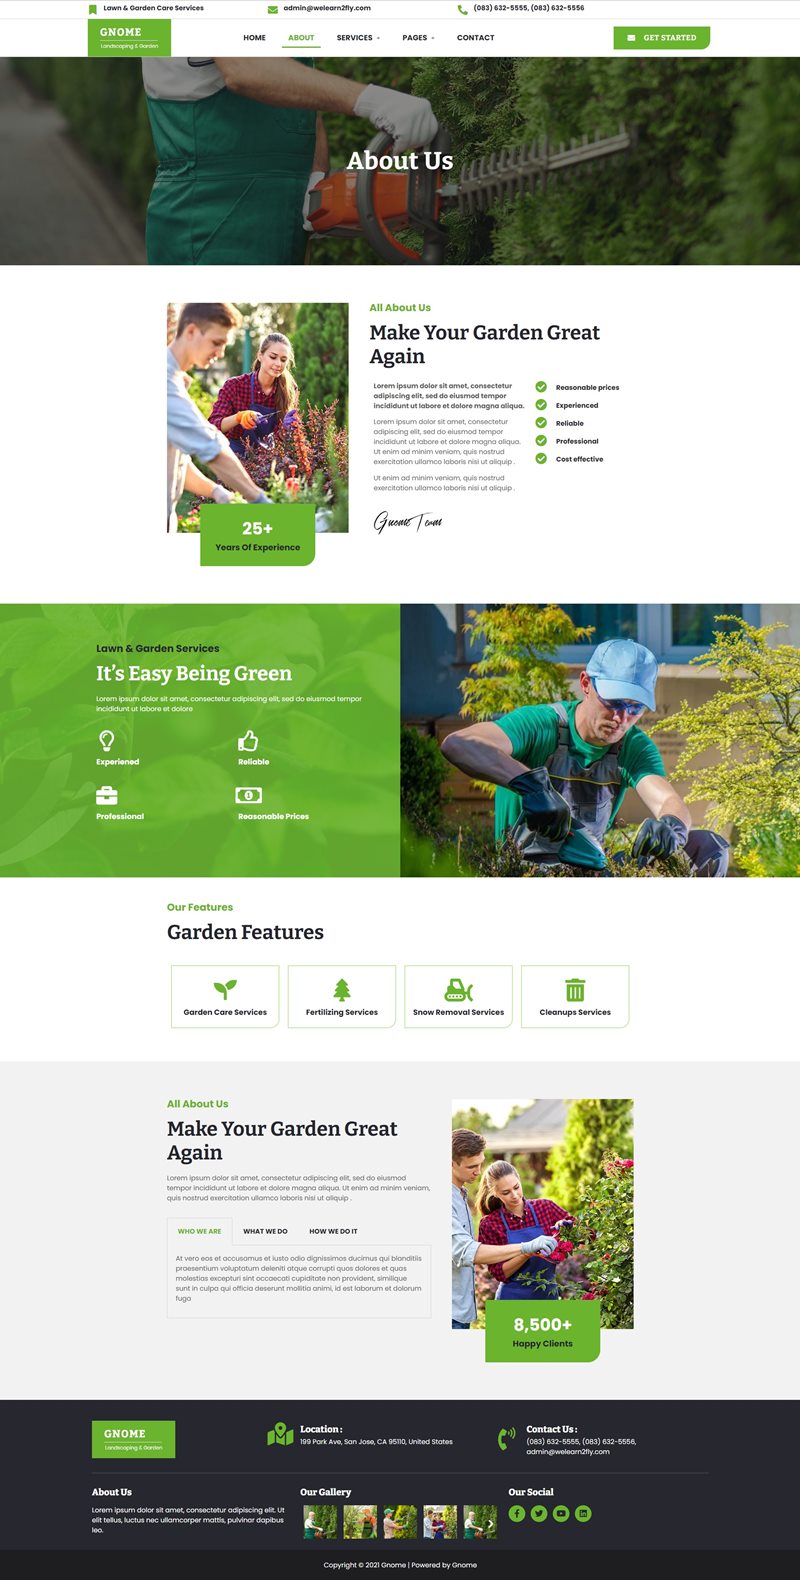 Lawn & Garden Care Services
admin@welearn2fly.com
(083) 632-5555, (083) 632-5556
GNOME
Landscoping & Garden
HOME
ABOUT
SERVICES
PAGES
CONTACT
GET STARTED
About Us
All About Us
Make Your Garden Great
Again
Lorem ipsum dolor sit amet, consectetur
adipiscing elit, sed do eiusmod tempor
incididunt ut labore et dolore magna aliqua.
Lorem ipsum dolor sit amet, consectetur
adipiscing elit, sed do eiusmod tempor
incididunt ut labore et dolore magna aliqua.
Ut enim ad minim veniam, quis nostrud
exercitation ullamco laboris nisi ut aliquip .
Ut enim ad minim veniam, quis nostrud
exercitation ullamco laboris nisi ut aliquip .
Gnome Team
Reasonable prices
Experienced
Reliable
Professional
Cost effective
25+
Years Of Experience
Lawn & Garden Services
It's Easy Being Green
Lorem ipsum dolor sit amet, consectetur adipiscing elit, sed do eiusmod tempor
incididunt ut labore et dolore
Experiened
Reliable
Professional
Reasonable Prices
Our Features
Garden Features
Garden Care Services
Fertilizing Services
Snow Removal Services
Cleanups Services
All About Us
Make Your Garden Great
Again
Lorem ipsum dolor sit amet, consectetur adipiscing elit, sed do eiusmod
tempor incididunt ut labore et dolore magna aliqua. Ut enim ad minim veniam,
quis nostrud exercitation ullamco laboris nisi ut aliquip .
WHO WE ARE
WHAT WE DO
HOW WE DO IT
At vero eos et accusamus et iusto odio dignissimos ducimus qui blanditiis
praesentium voluptatum deleniti atque corrupti quos dolores et quas
molestias excepturi sint occaecati cupiditate non provident, similique
sunt in culpa qui officia deserunt mollitia animi, id est laborum et dolorum
fuga
8,500+
Happy Clients
GNOME
Landscoping & Garden
Location :
199 Park Ave, San Jose, CA 95110, United States
Contact Us :
(083) 632-5555, (083) 632-5556,
admin@welearn2fly.com
About Us
Lorem ipsum dolor sit amet, consectetur adipiscing elit. Ut
elit tellus, luctus nec ullamcorper mattis, pulvinar dapibus
leo.
Our Gallery
Our Social
Copyright © 2021 Gnome | Powered by Gnome